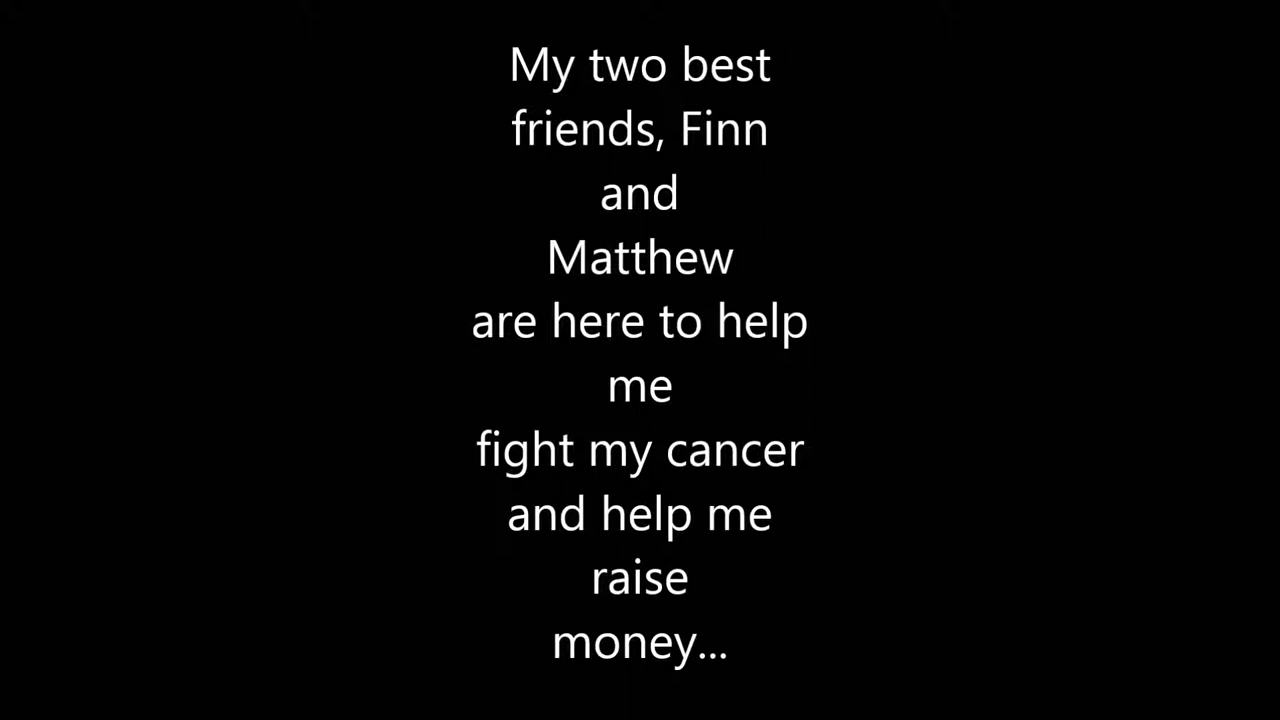 My two best
friends, Finn
and
Matthew
are here to help
me
fight my cancer
and help me
raise
money...